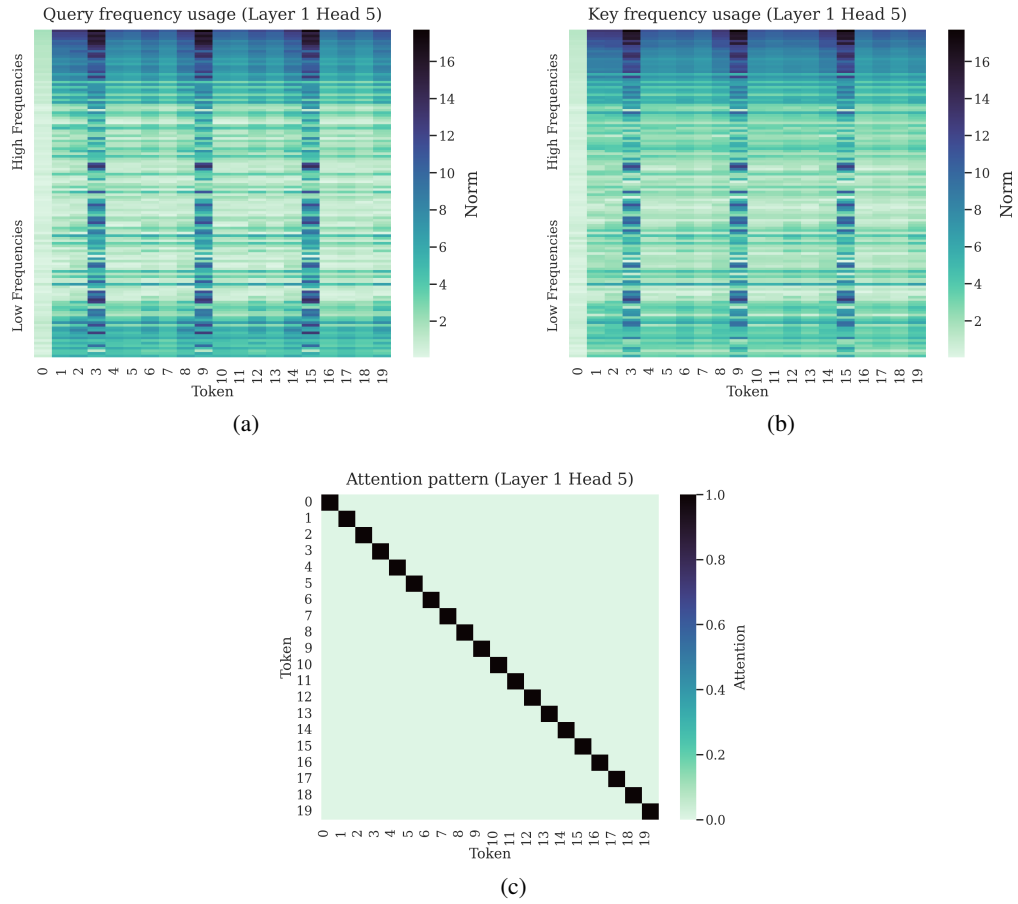 Query frequency usage (Layer 1 Head 5)
High Frequencies
Low Frequencies
0 1 2 3 4 5 6 7 8 9 10 11 12 13 14 15 16 17 18 19
Token
16
14
12
10
8
6
4
2
Norm
(a)
Key frequency usage (Layer 1 Head 5)
High Frequencies
Low Frequencies
0 1 2 3 4 5 6 7 8 9 10 11 12 13 14 15 16 17 18 19
Token
16
14
12
10
8
6
4
2
Norm
(b)
Attention pattern (Layer 1 Head 5)
Token
0
1
2
3
4
5
6
7
8
9
10
11
12
13
14
15
16
17
18
19
0 1 2 3 4 5 6 7 8 9 10 11 12 13 14 15 16 17 18 19
Token
1.0
0.8
0.6
0.4
0.2
0.0
Attention
(c)